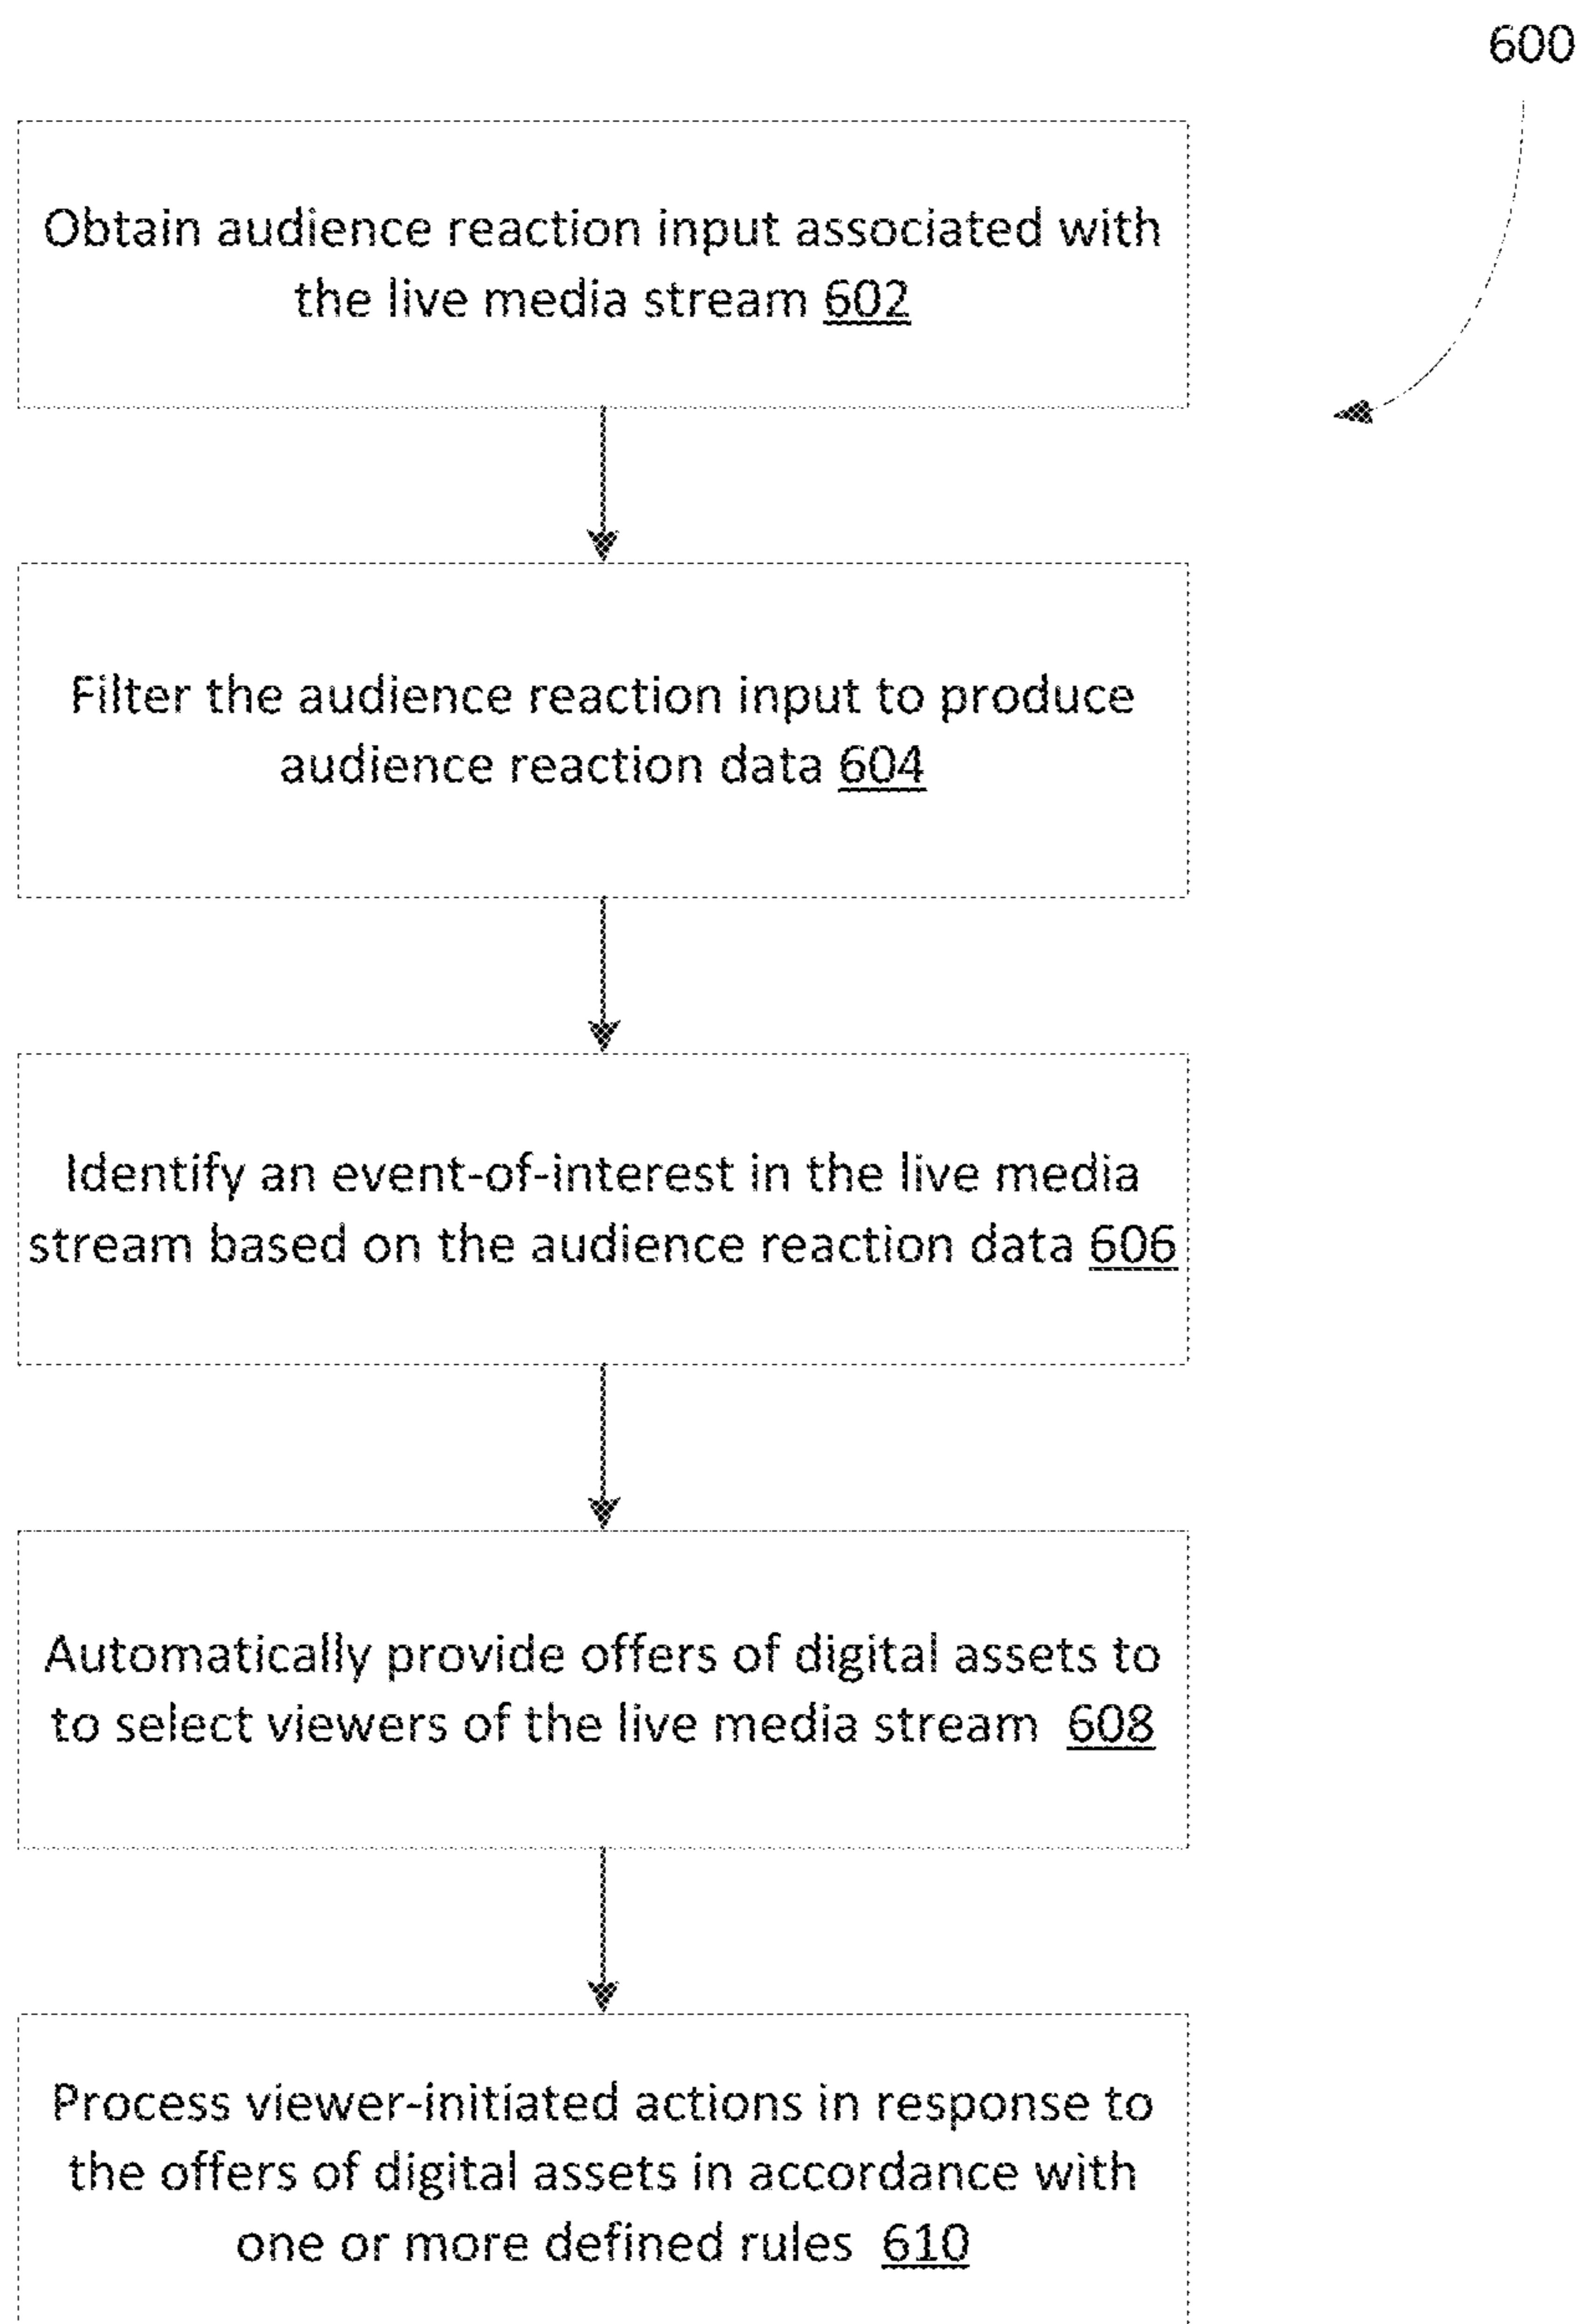 600
Obtain audience reaction input associated with
the live media stream 602
Filter the audience reaction input to produce
audience reaction data 604
Identify an event-of-interest in the live media
stream based on the audience reaction data 606
Automatically provide offers of digital assets to
to select viewers of the live media stream 608
Process viewer-initiated actions in response to
the offers of digital assets in accordance with
one or more defined rules 610